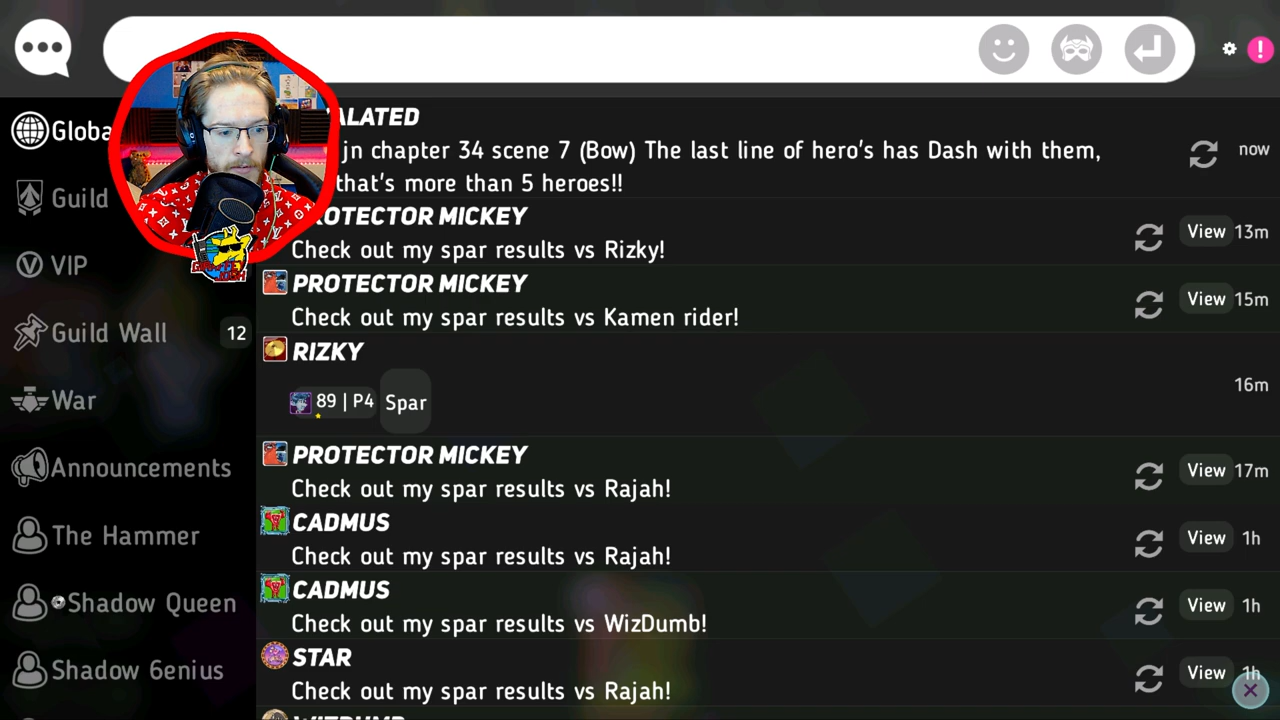 Globa
Guild
VIP
Guild Wall 12
War
Announcements
The Hammer
Shadow Queen
Shadow 6enius
ALATED
jn chapter 34 scene 7 (Bow) The last line of hero's has Dash with them,
that's more than 5 heroes!!
now
ROTECTOR MICKEY
Check out my spar results vs Rizky!
View 13m
PROTECTOR MICKEY
Check out my spar results vs Kamen rider!
View 15m
RIZKY
89 | P4 Spar
16m
PROTECTOR MICKEY
Check out my spar results vs Rajah!
View 17m
CADMUS
Check out my spar results vs Rajah!
View 1h
CADMUS
Check out my spar results vs WizDumb!
View 1h
STAR
Check out my spar results vs Rajah!
View 1h
WIZDUMB